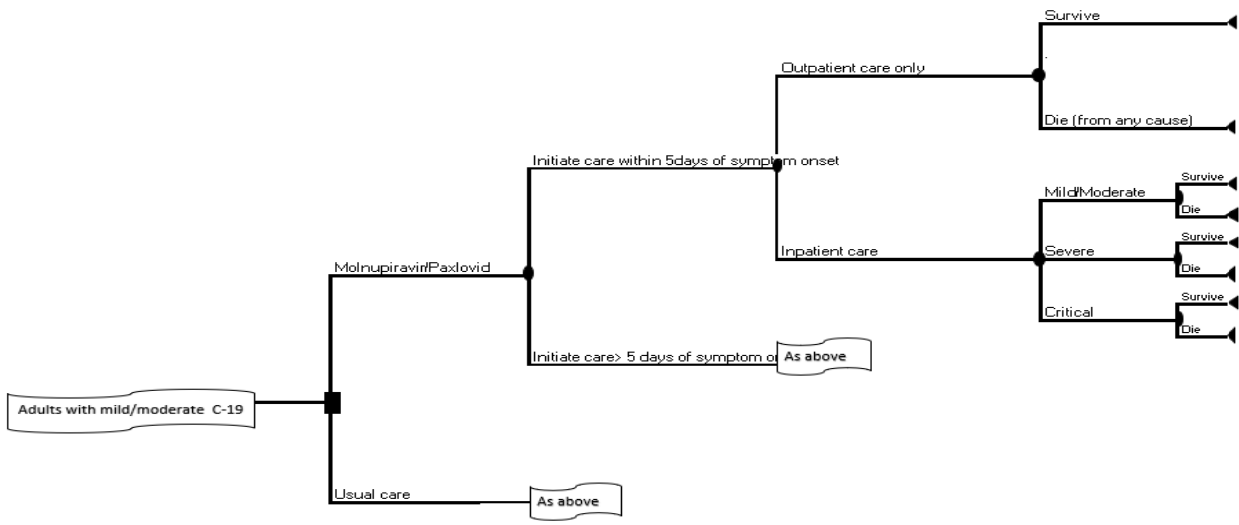 Survive
Outpatient care only
Die (from any cause)
Initiate care within 5days of symptom onset
Survive
Mild/Moderate
Die
Survive
Inpatient care
Severe
Die
Molnupiravir/Paxlovid
Survive
Critical
Die
Initiate care> 5 days of symptom
As above
Adults with mild/moderate C-19
Usual care
As above